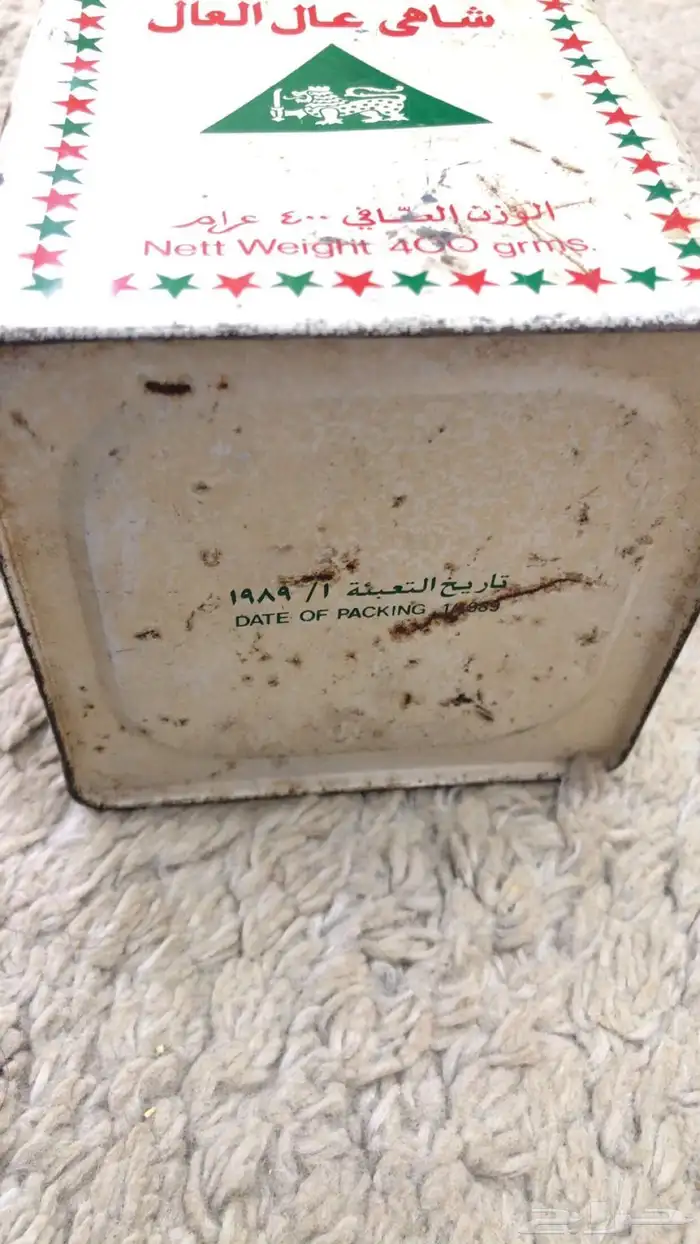 شاهي عال العال
الوزن الصافي ٤٠٠ غرام
Nett Weight 400 grms.
تاريخ التعبئة ١/ ١٩٨٩
DATE OF PACKING 1/1989
حراج